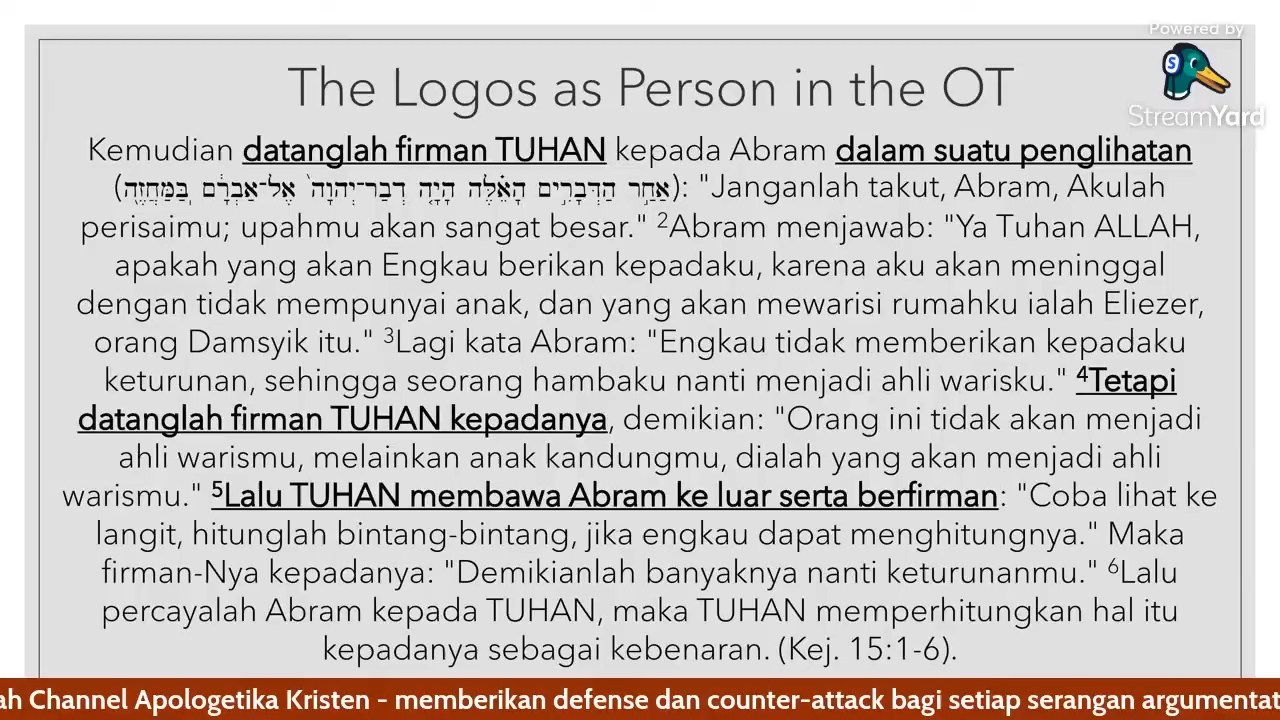 Powered by
StreamYard
The Logos as Person in the OT
Kemudian datanglah firman TUHAN kepada Abram dalam suatu penglihatan
(אַחַ֣ר הַדְּבָרִ֣ים הָאֵ֗לֶּה הָיָ֤ה דְבַר־יְהוָה֙ אֶל־אַבְרָ֔ם בַּֽמַּחֲזֶ֖ה): "Janganlah takut, Abram, Akulah
perisaimu; upahmu akan sangat besar." ²Abram menjawab: "Ya Tuhan ALLAH,
apakah yang akan Engkau berikan kepadaku, karena aku akan meninggal
dengan tidak mempunyai anak, dan yang akan mewarisi rumahku ialah Eliezer,
orang Damsyik itu." ³Lagi kata Abram: "Engkau tidak memberikan kepadaku
keturunan, sehingga seorang hambaku nanti menjadi ahli warisku." ⁴Tetapi
datanglah firman TUHAN kepadanya, demikian: "Orang ini tidak akan menjadi
ahli warismu, melainkan anak kandungmu, dialah yang akan menjadi ahli
warismu." ⁵Lalu TUHAN membawa Abram ke luar serta berfirman: "Coba lihat ke
langit, hitunglah bintang-bintang, jika engkau dapat menghitungnya." Maka
firman-Nya kepadanya: "Demikianlah banyaknya nanti keturunanmu." ⁶Lalu
percayalah Abram kepada TUHAN, maka TUHAN memperhitungkan hal itu
kepadanya sebagai kebenaran. (Kej. 15:1-6).
ah Channel Apologetika Kristen - memberikan defense dan counter-attack bagi setiap serangan argumentat